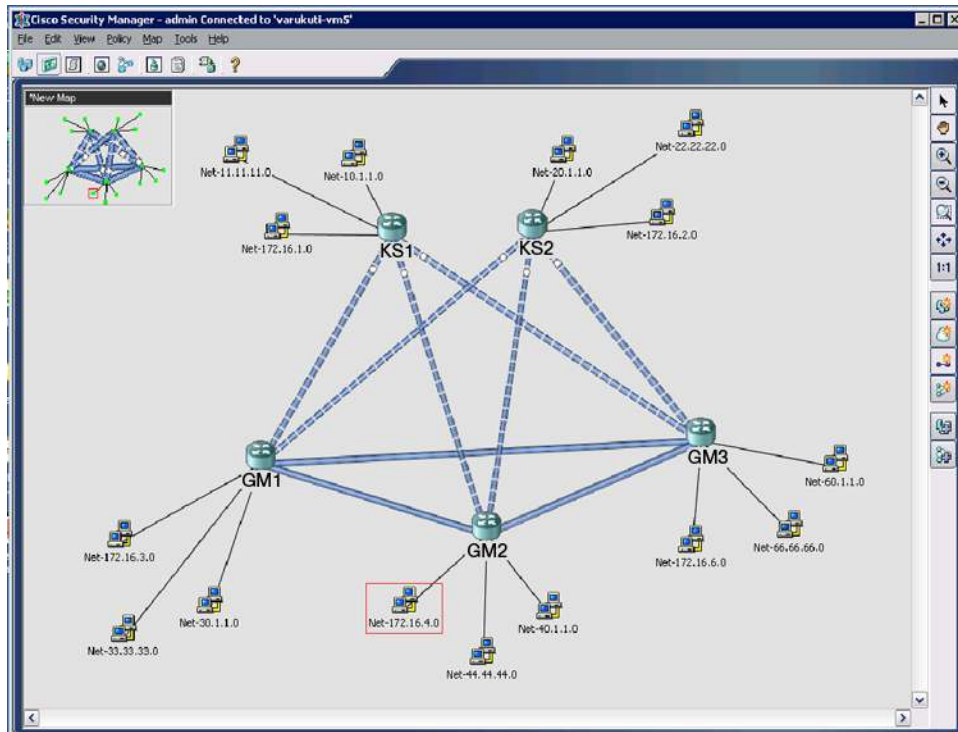 Cisco Security Manager - admin Connected to 'varukuti-vm5'
File Edit View Policy Map Tools Help
*New Map
Net-22.22.22.0
Net-11.11.11.0
Net-10.1.1.0
Net-20.1.1.0
Net-172.16.1.0
KS1
KS2
Net-172.16.2.0
1:1
GM1
GM3
Net-60.1.1.0
Net-172.16.3.0
GM2
Net-66.66.66.0
Net-172.16.6.0
Net-30.1.1.0
Net-172.16.4.0
Net-40.1.1.0
Net-33.33.33.0
Net-44.44.44.0